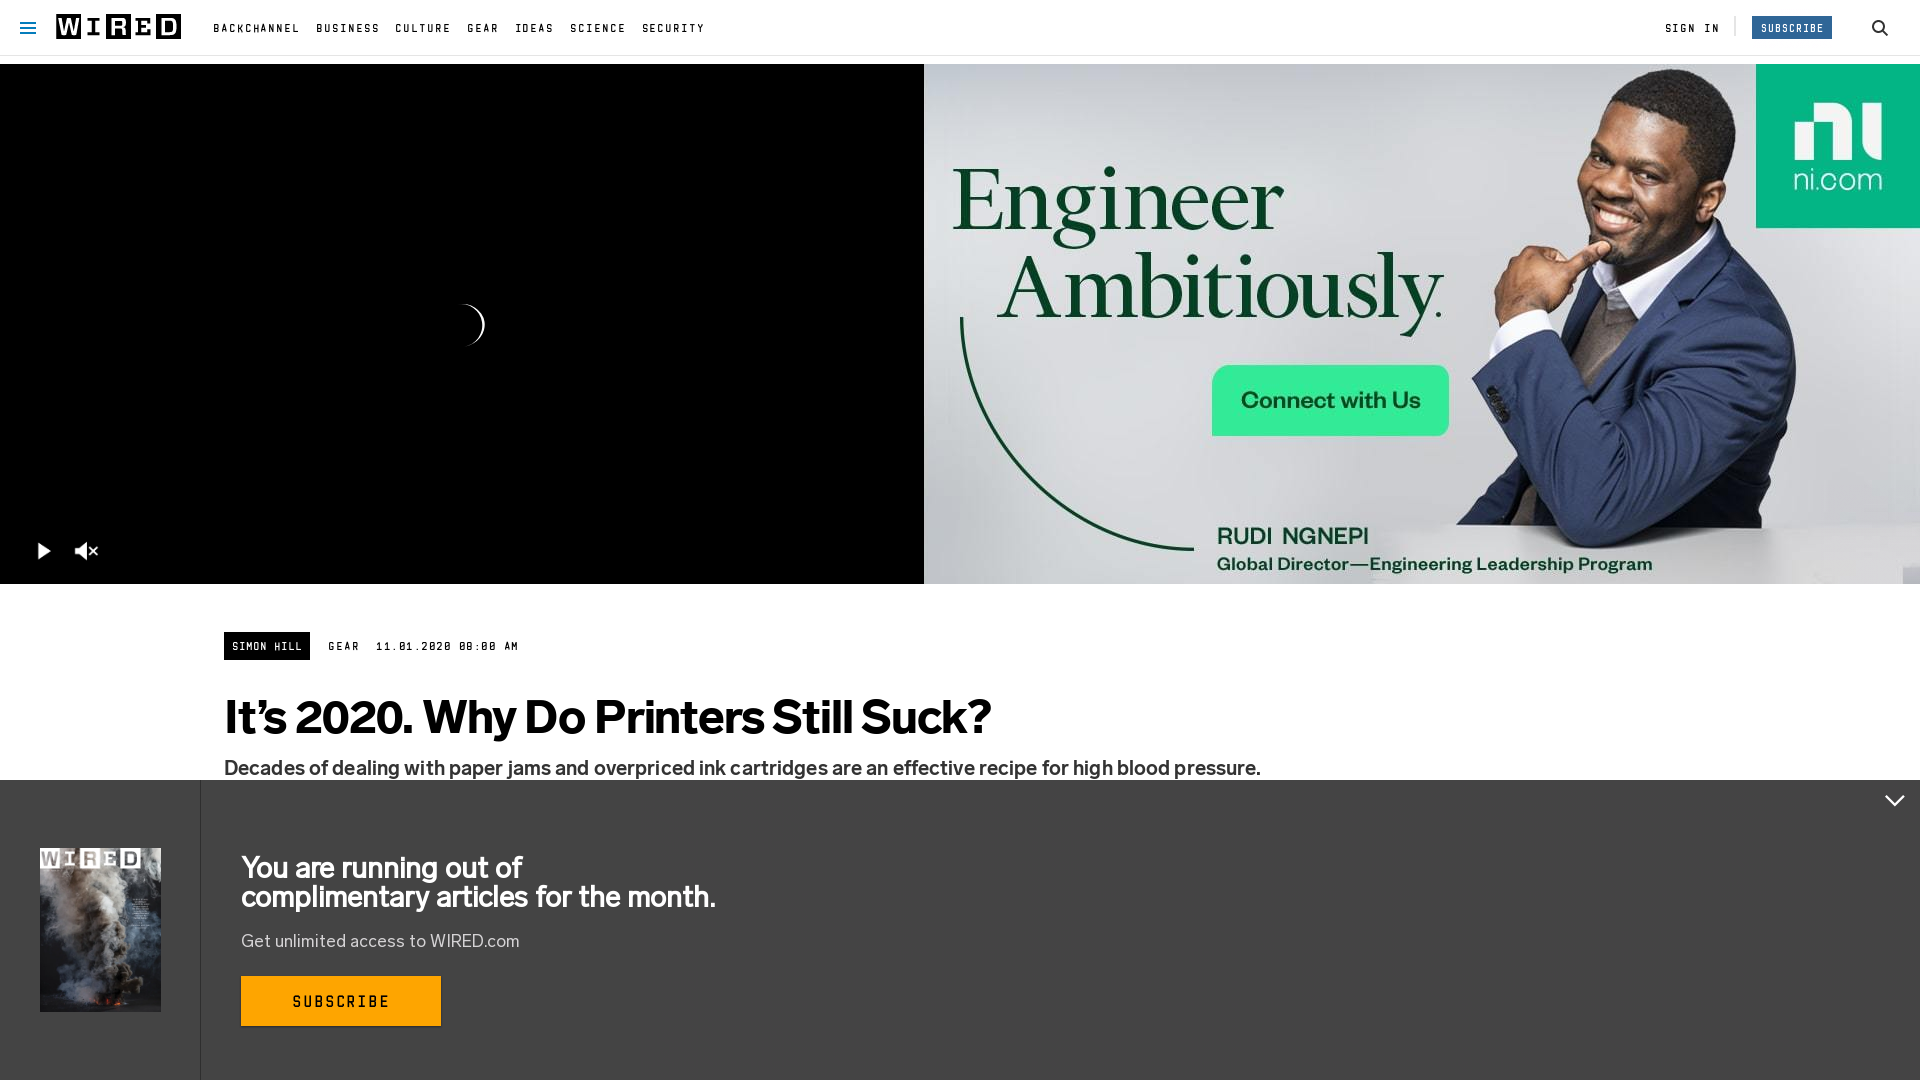 WIRED
BACKCHANNEL BUSINESS CULTURE GEAR IDEAS SCIENCE SECURITY
SIGN IN
SUBSCRIBE
ni
ni.com
Engineer
Ambitiously.
Connect with Us
RUDI NGNEPI
Global Director—Engineering Leadership Program
SIMON HILL
GEAR
11.01.2020 08:00 AM
It’s 2020. Why Do Printers Still Suck?
Decades of dealing with paper jams and overpriced ink cartridges are an effective recipe for high blood pressure.
WIRED
You are running out of
complimentary articles for the month.
Get unlimited access to WIRED.com
SUBSCRIBE